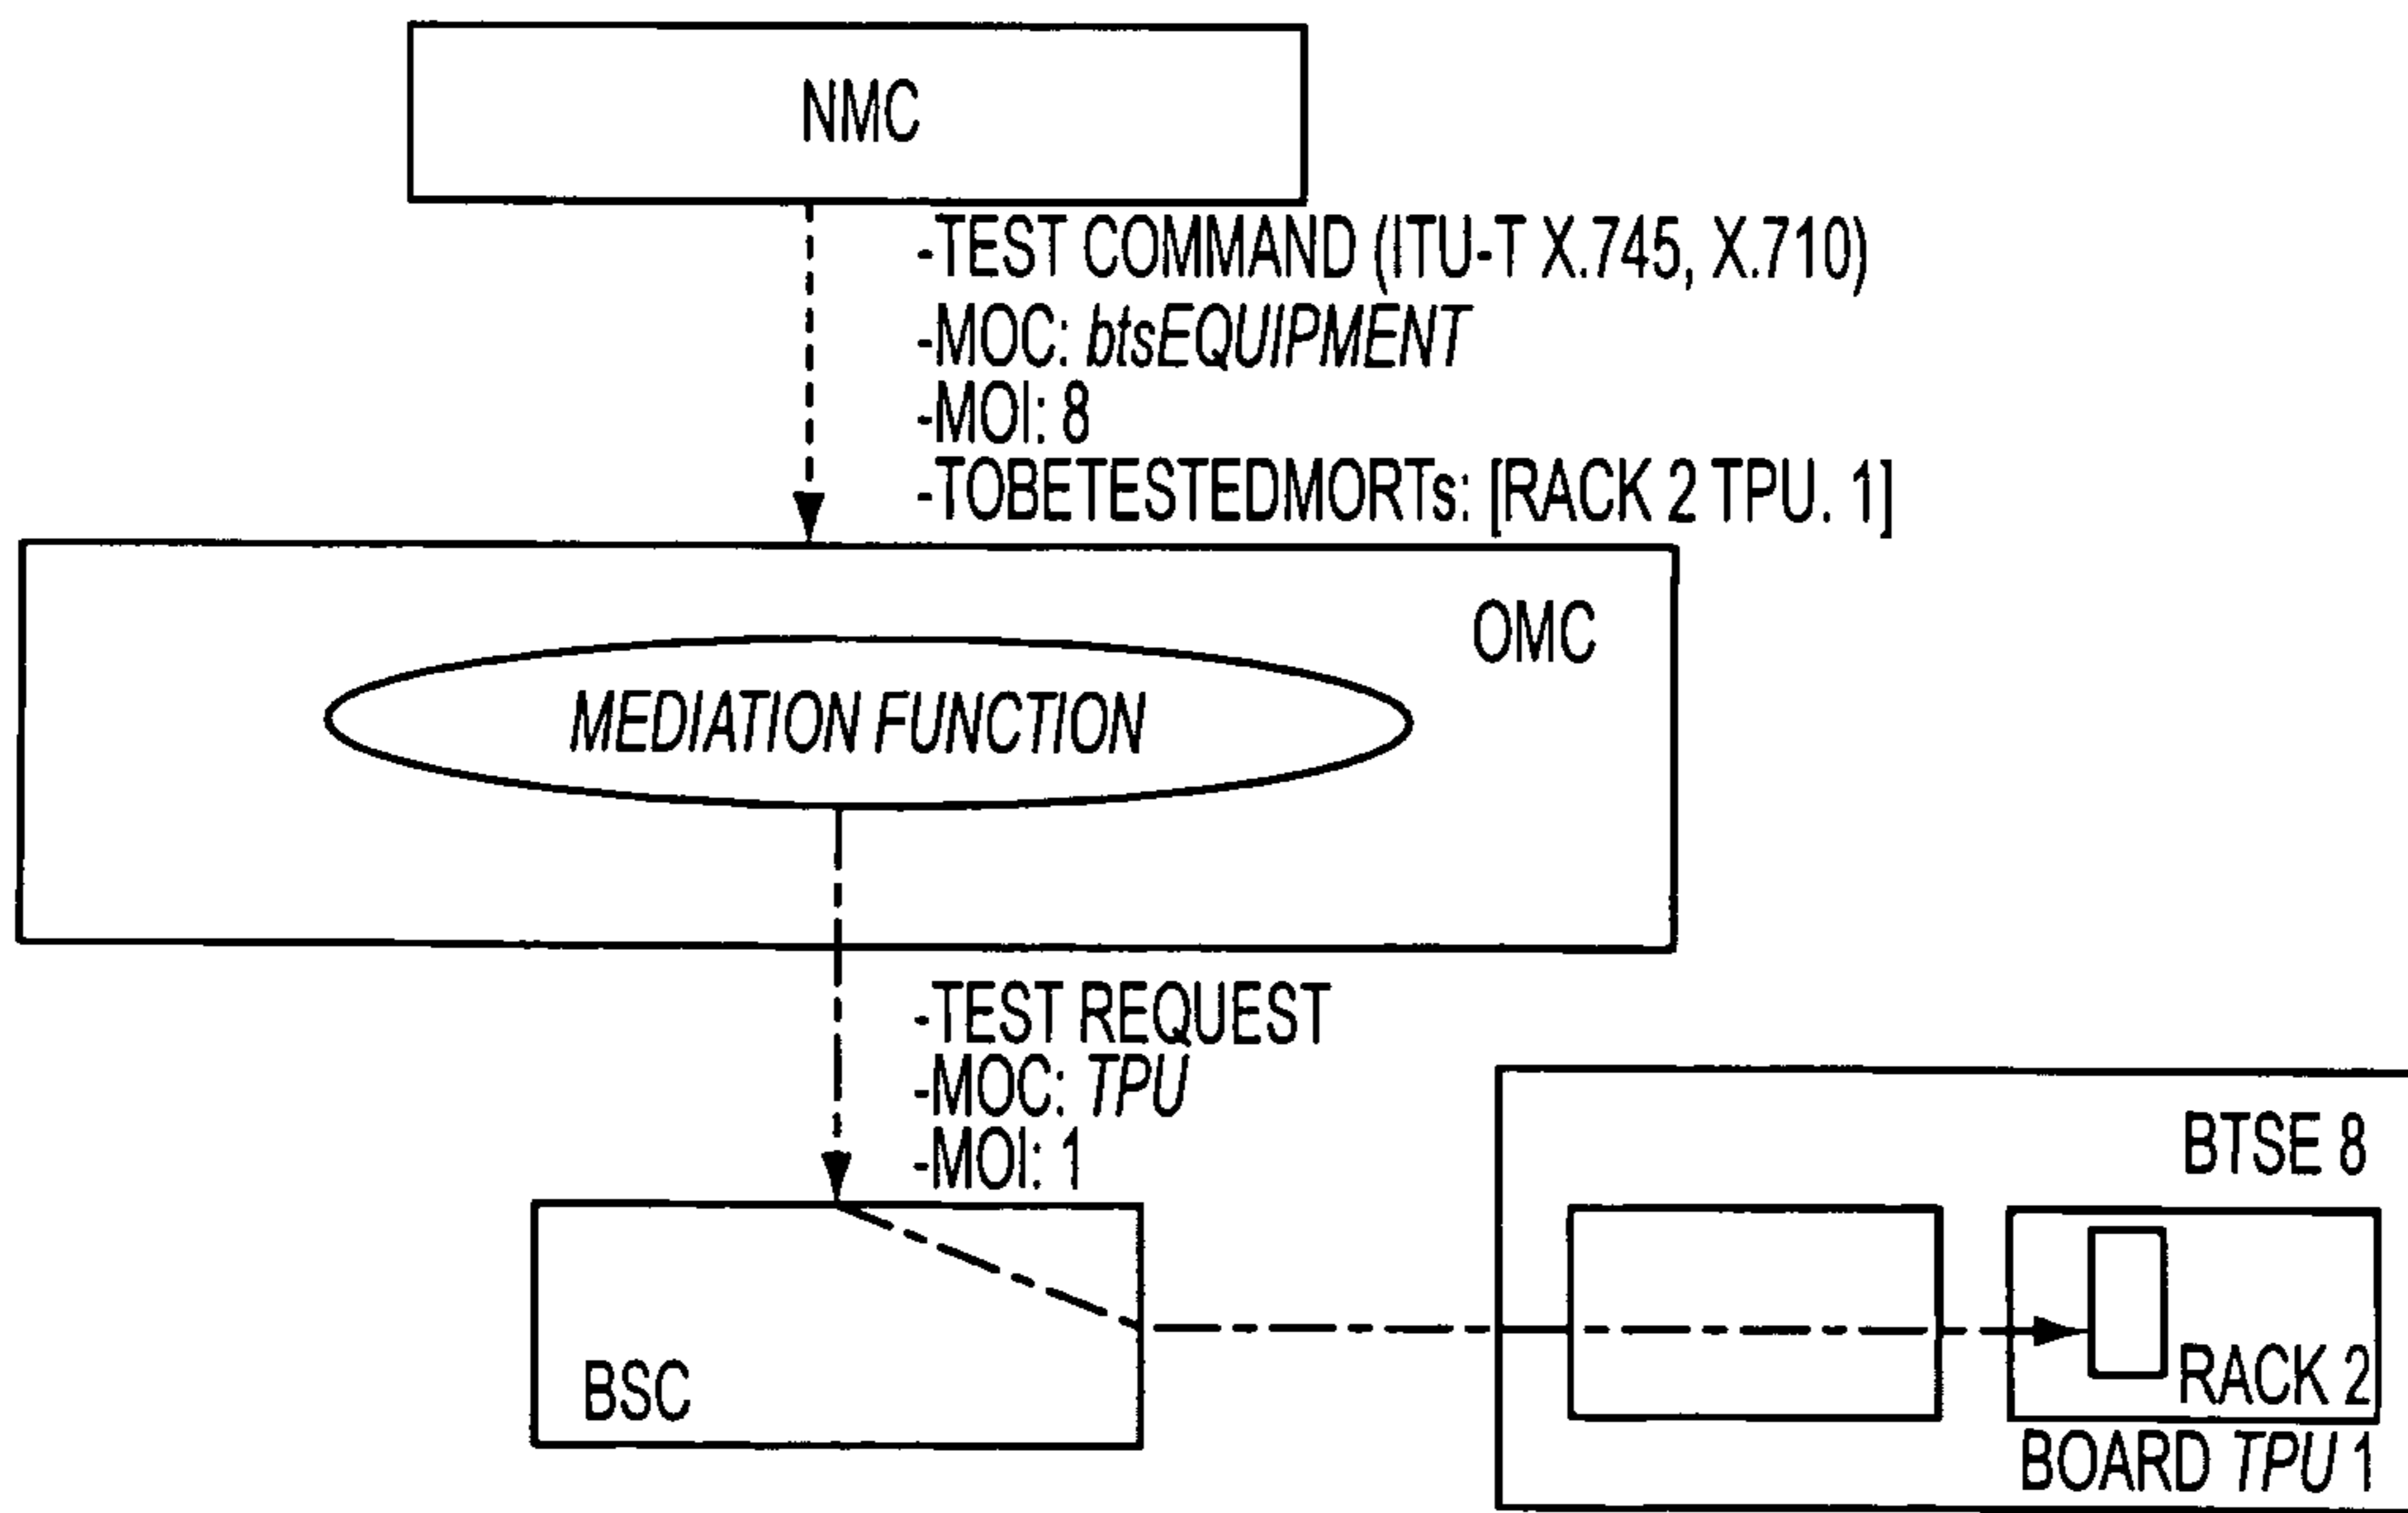 NMC
-TEST COMMAND (ITU-T X.745, X.710)
-MOC: btsEQUIPMENT
-MOI: 8
-TOBETESTEDMORTs: [RACK 2 TPU. 1]
OMC
MEDIATION FUNCTION
-TEST REQUEST
-MOC: TPU
-MOI: 1
BTSE 8
BSC
RACK 2
BOARD TPU 1